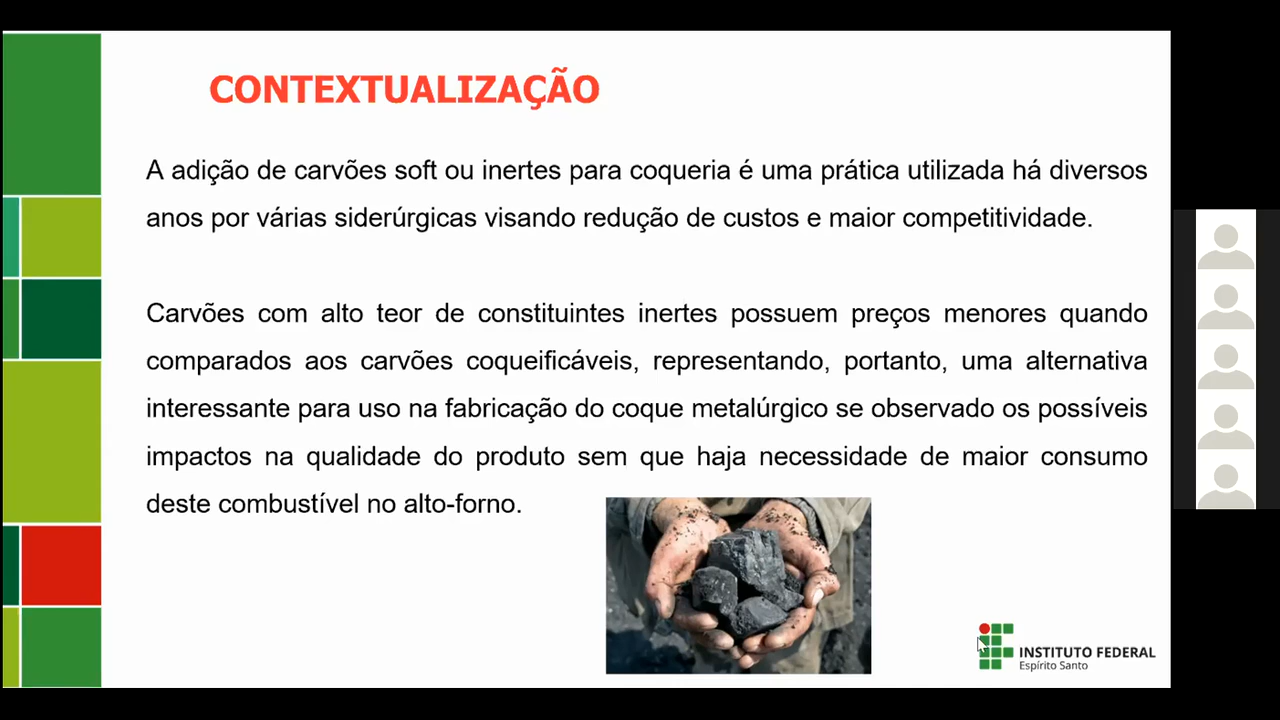 CONTEXTUALIZAÇÃO
A adição de carvões soft ou inertes para coqueria é uma prática utilizada há diversos
anos por várias siderúrgicas visando redução de custos e maior competitividade.
Carvões com alto teor de constituintes inertes possuem preços menores quando
comparados aos carvões coqueificáveis, representando, portanto, uma alternativa
interessante para uso na fabricação do coque metalúrgico se observado os possíveis
impactos na qualidade do produto sem que haja necessidade de maior consumo
deste combustível no alto-forno.
INSTITUTO FEDERAL
Espírito Santo